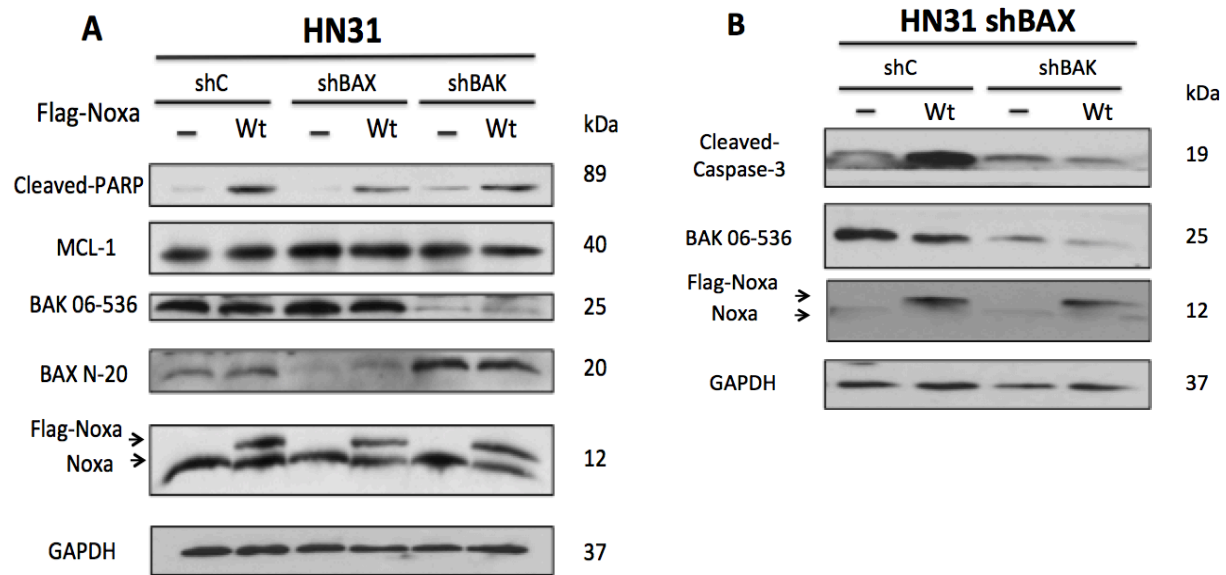 A
HN31
shC shBAX shBAK
Flag-Noxa
– Wt – Wt – Wt
kDa
Cleaved-PARP 89
MCL-1 40
BAK 06-536 25
BAX N-20 20
Flag-Noxa
Noxa 12
GAPDH 37
B
HN31 shBAX
shC shBAK
– Wt – Wt
kDa
Cleaved-
Caspase-3 19
BAK 06-536 25
Flag-Noxa
Noxa 12
GAPDH 37